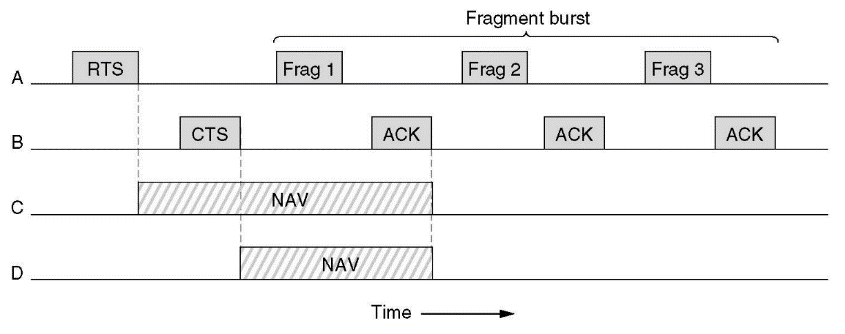 Fragment burst
A RTS Frag 1 Frag 2 Frag 3
B CTS ACK ACK ACK
C NAV
D NAV
Time